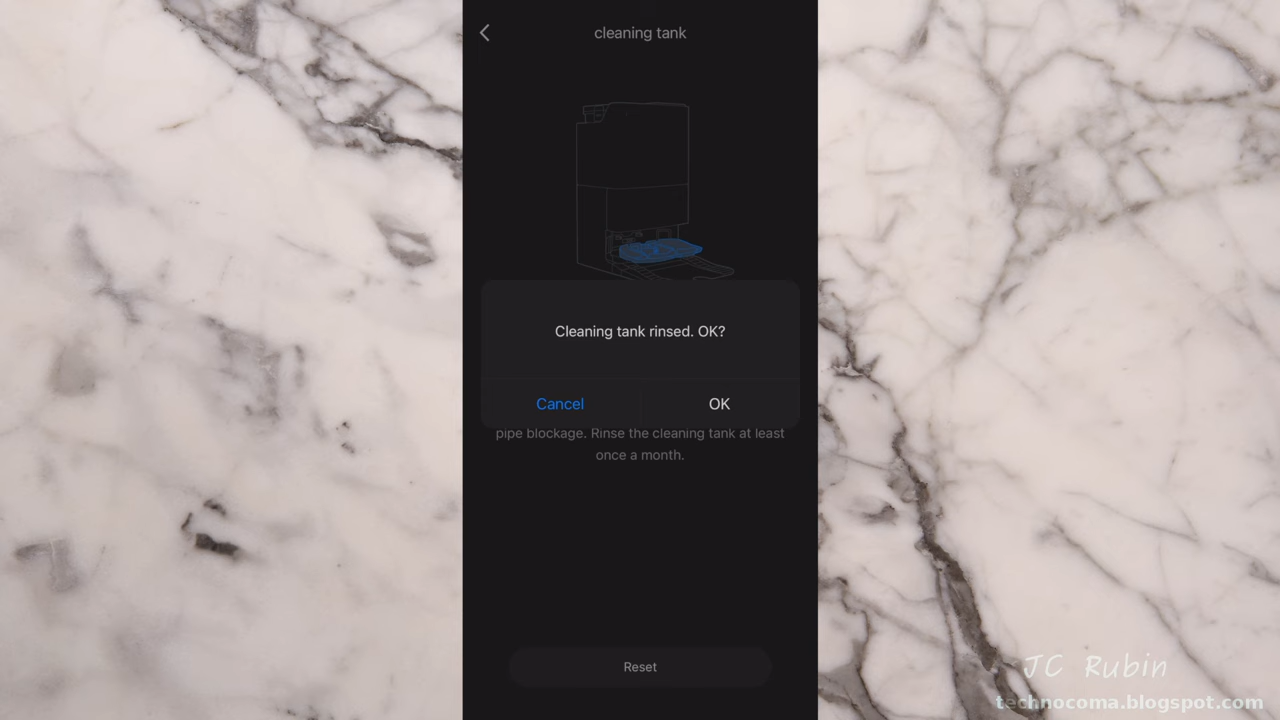 cleaning tank
Cleaning tank rinsed. OK?
Cancel OK
pipe blockage. Rinse the cleaning tank at least
once a month.
Reset
JC Rubin
technocoma.blogspot.com